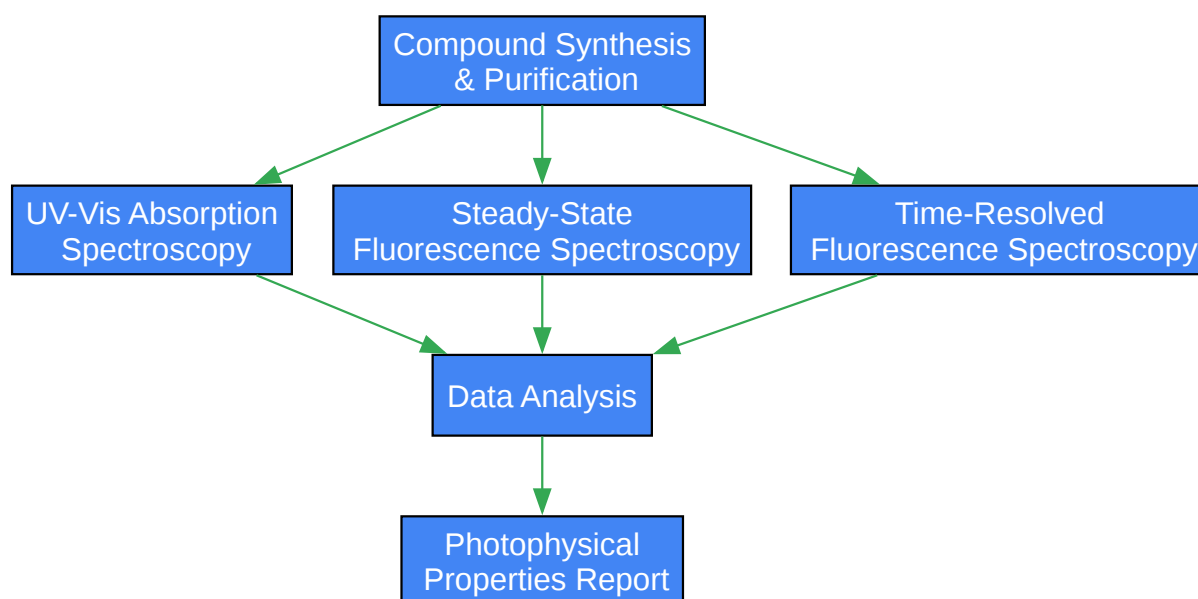 Compound Synthesis
& Purification
UV-Vis Absorption
Spectroscopy
Steady-State
Fluorescence Spectroscopy
Time-Resolved
Fluorescence Spectroscopy
Data Analysis
Photophysical
Properties Report